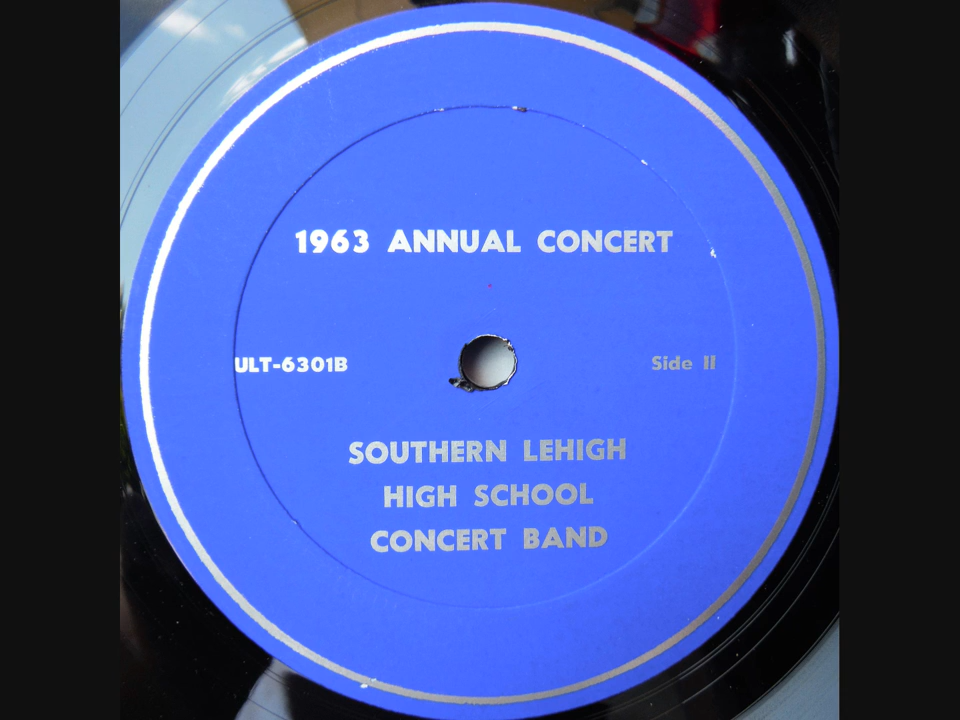 1963 ANNUAL CONCERT
ULT-6301B
Side II
SOUTHERN LEHIGH
HIGH SCHOOL
CONCERT BAND